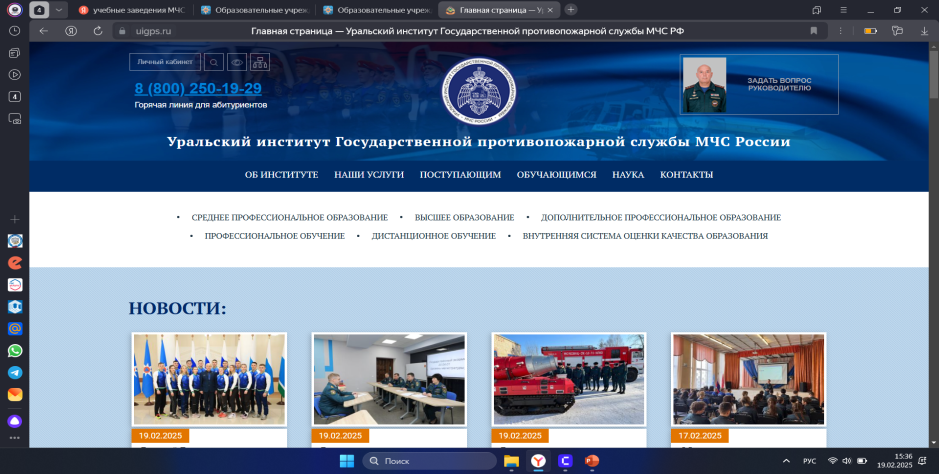 4
учебные заведения МЧС
Образовательные учреж
Образовательные учреж
Главная страница — Ур
uigps.ru
Главная страница — Уральский институт Государственной противопожарной службы МЧС РФ
4
Личный кабинет
8 (800) 250-19-29
Горячая линия для абитуриентов
ЗАДАТЬ ВОПРОС
РУКОВОДИТЕЛЮ
Уральский институт Государственной противопожарной службы МЧС России
ОБ ИНСТИТУТЕ НАШИ УСЛУГИ ПОСТУПАЮЩИМ ОБУЧАЮЩИМСЯ НАУКА КОНТАКТЫ
• СРЕДНЕЕ ПРОФЕССИОНАЛЬНОЕ ОБРАЗОВАНИЕ • ВЫСШЕЕ ОБРАЗОВАНИЕ • ДОПОЛНИТЕЛЬНОЕ ПРОФЕССИОНАЛЬНОЕ ОБРАЗОВАНИЕ
• ПРОФЕССИОНАЛЬНОЕ ОБУЧЕНИЕ • ДИСТАНЦИОННОЕ ОБУЧЕНИЕ • ВНУТРЕННЯЯ СИСТЕМА ОЦЕНКИ КАЧЕСТВА ОБРАЗОВАНИЯ
НОВОСТИ:
19.02.2025 19.02.2025 19.02.2025 17.02.2025
Поиск
РУС
15:36
19.02.2025